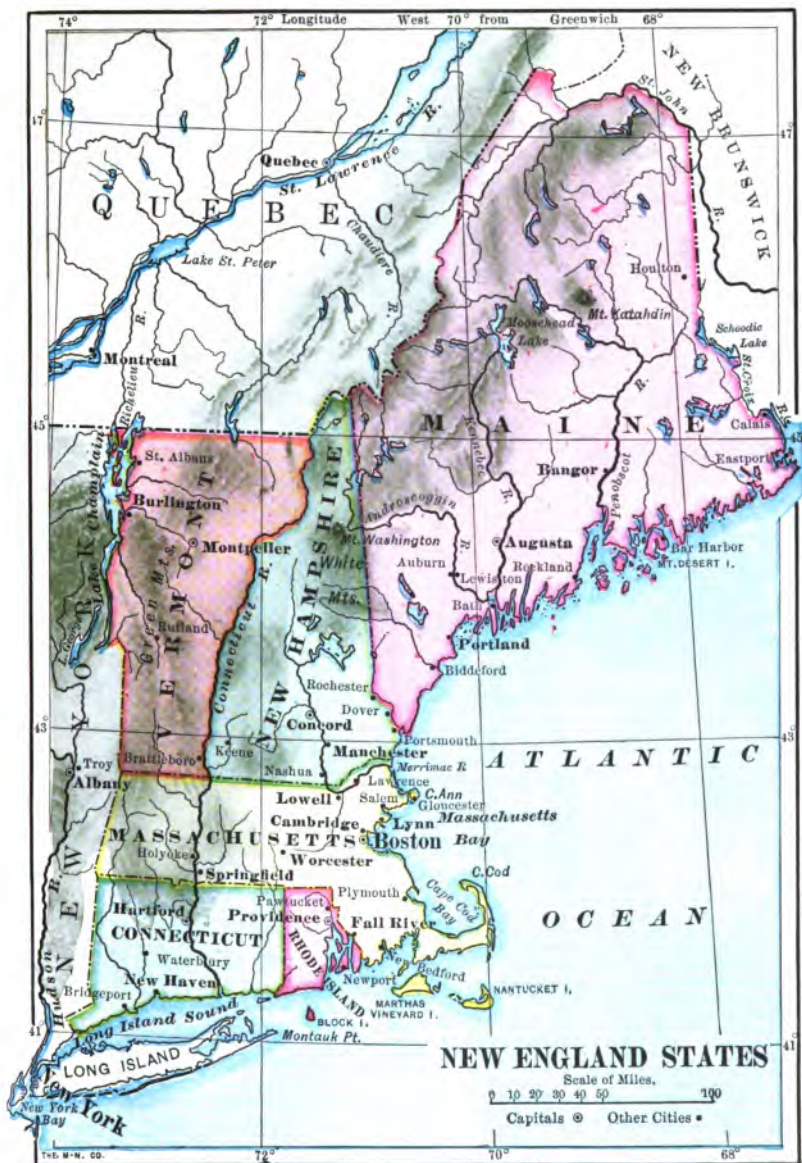 74° 72° Longitude West 70° from Greenwich 68°
NEW BRUNSWICK
St. John
R.
47° 47°
Quebec
St. Lawrence
R.
QUEBEC
Chaudiere
R.
Lake St. Peter
Houlton
Mt. Katahdin
Moosehead
Lake
Schoodic
Lake
St. Croix
R.
Montreal
Richelieu
R.
45° 45°
MAINE
Calais
Eastport
St. Albans
Kennebec
R.
Bangor
Penobscot
R.
Lake Champlain
Burlington
Androscoggin
R.
Montpelier
Mt. Washington
Augusta
Bar Harbor
MT. DESERT I.
Auburn
Lewiston
Rockland
White
Mts.
Bath
Green Mts.
VERMONT
Connecticut R.
NEW HAMPSHIRE
L. George
Rutland
Portland
Biddeford
Rochester
Concord
Dover
43° 43°
Portsmouth
Keene
Manchester
Brattleboro
Nashua
Merrimac R
ATLANTIC
OCEAN
Troy
Albany
Lawrence
Lowell
Salem
C. Ann
Gloucester
Cambridge
Lynn
Massachusetts
Bay
MASSACHUSETTS
Boston
Holyoke
Worcester
Springfield
C. Cod
Plymouth
Cape Cod
Bay
NEW YORK
Hudson R.
Hartford
Pawtucket
Providence
Fall River
CONNECTICUT
RHODE ISLAND
Waterbury
New Bedford
New Haven
Newport
Bridgeport
MARTHAS
VINEYARD I.
NANTUCKET I.
BLOCK I.
41° 41°
Long Island Sound
Montauk Pt.
LONG ISLAND
New York
New York
Bay
NEW ENGLAND STATES
Scale of Miles.
0 10 20 30 40 50 100
Capitals ⊙ Other Cities •
THE M.-N. CO.
72° 70° 68°